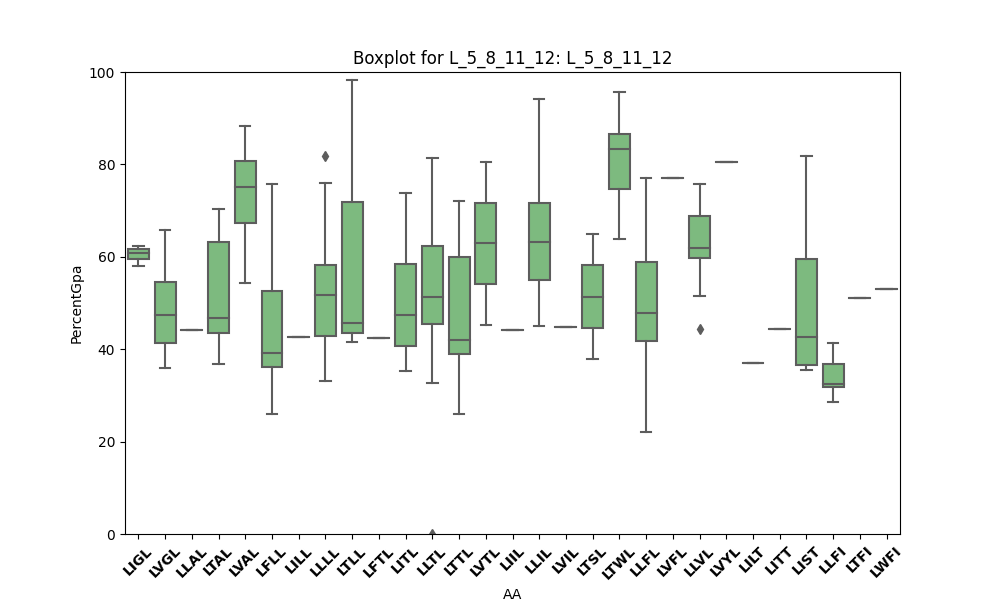 Boxplot for L_5_8_11_12: L_5_8_11_12
100
80
60
40
20
0
PercentGpa
LIGL LVGL LLAL LTAL LVAL LFLL LILL LLLL LTLL LFTL LITL LLTL LTTL LVTL LIIL LLIL LVIL LTSL LTWL LLFL LVFL LLVL LVYL LILT LITT LIST LLFI LTFI LWFI
AA